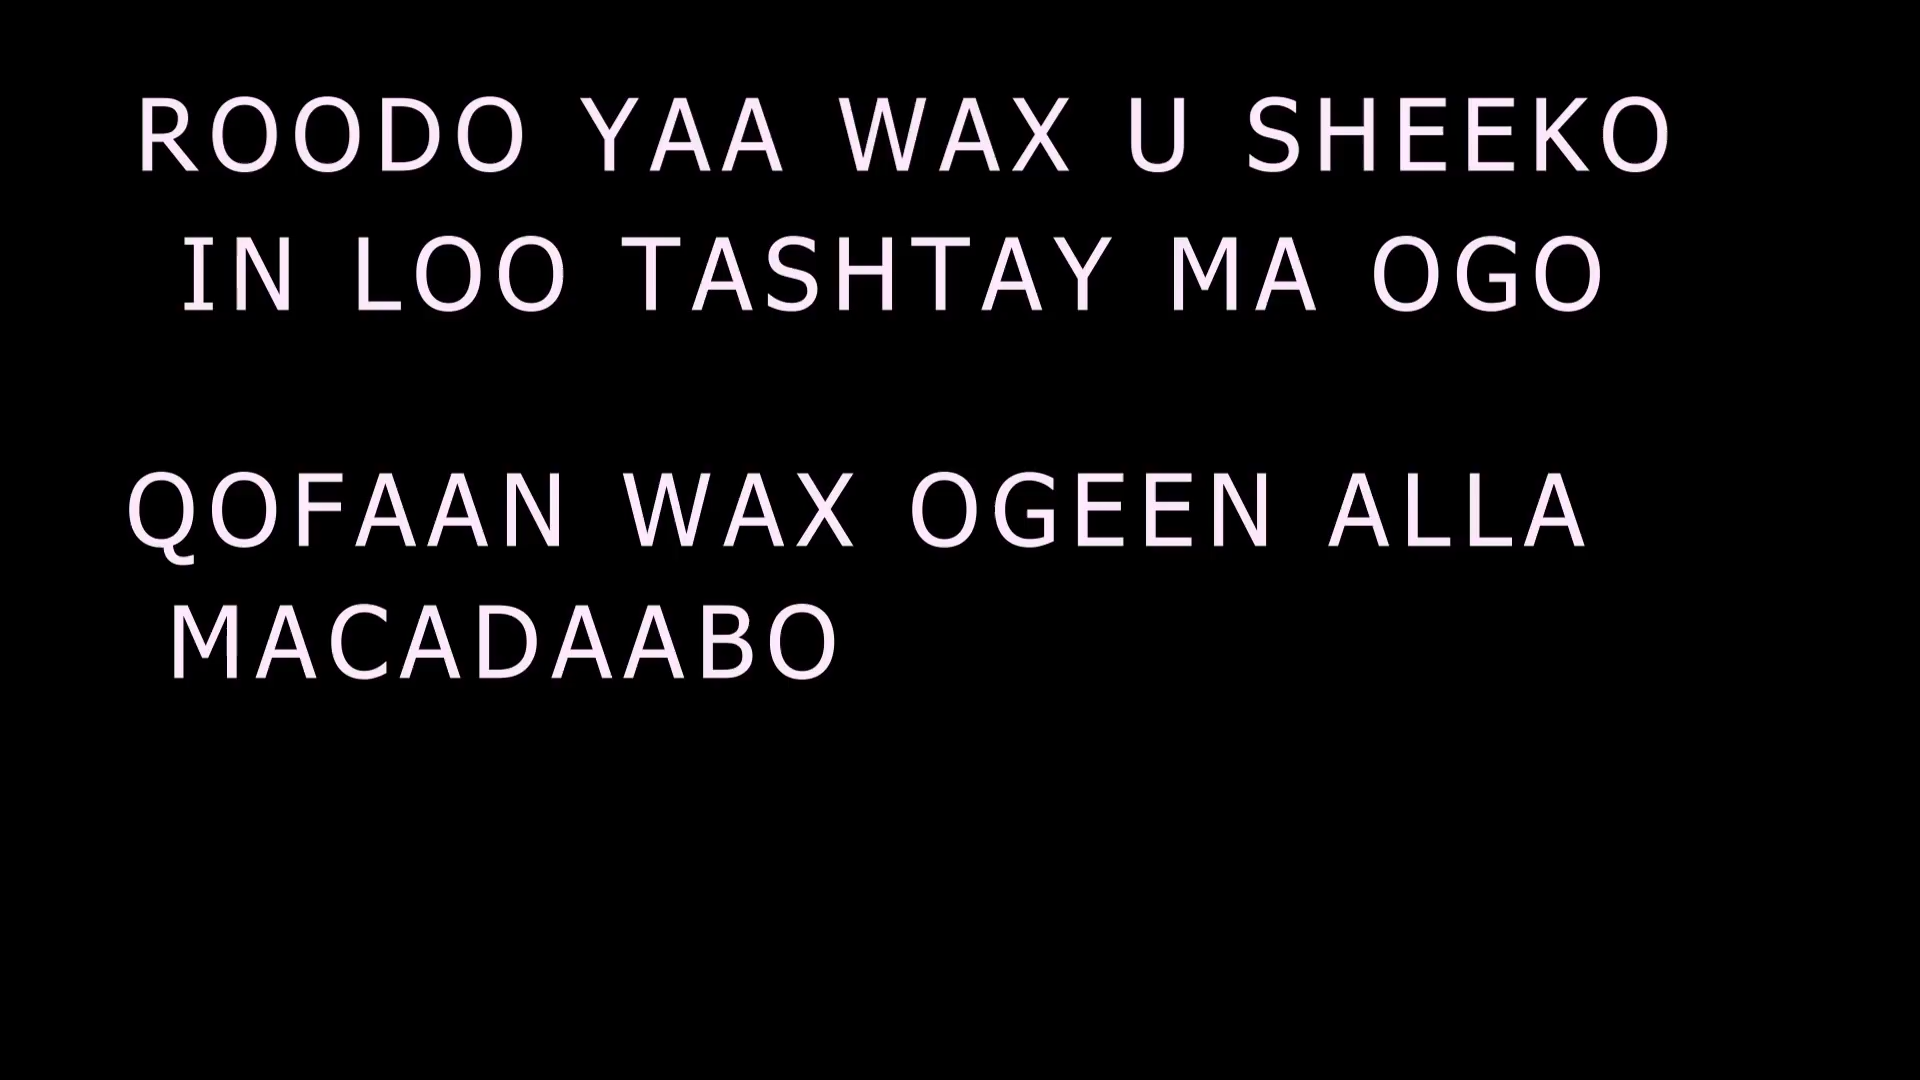 ROODO YAA WAX U SHEEKO
IN LOO TASHTAY MA OGO
QOFAAN WAX OGEEN ALLA
MACADAABO